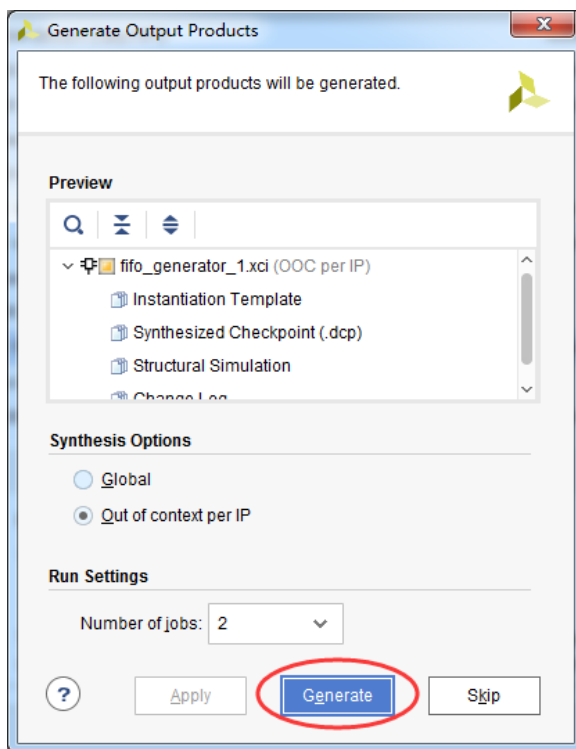 Generate Output Products
The following output products will be generated.
Preview
fifo_generator_1.xci (OOC per IP)
Instantiation Template
Synthesized Checkpoint (.dcp)
Structural Simulation
Change Log
Synthesis Options
Global
Out of context per IP
Run Settings
Number of jobs: 2
? Apply Generate Skip